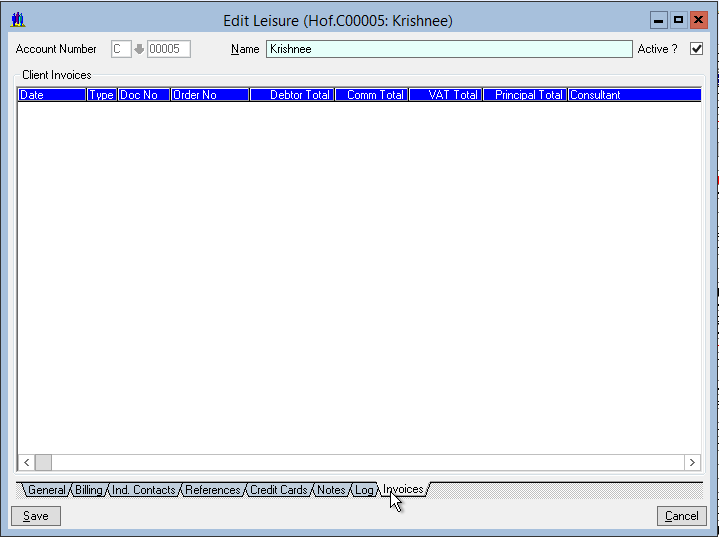 Edit Leisure (Hof.C00005: Krishnee)
Account Number C 00005 Name Krishnee Active ?
Client Invoices
Date Type Doc No Order No Debtor Total Comm Total VAT Total Principal Total Consultant
General Billing Ind. Contacts References Credit Cards Notes Log Invoices
Save Cancel